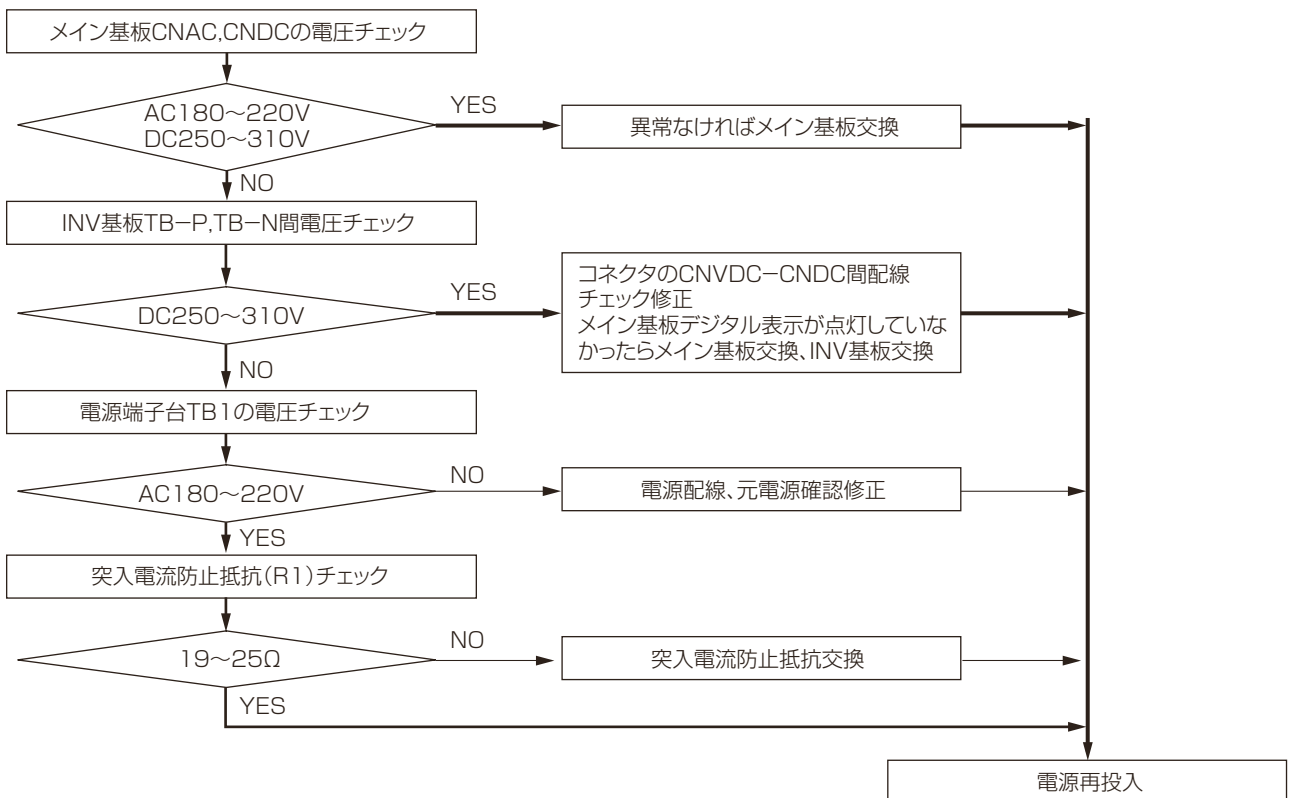 メイン基板CNAC,CNDCの電圧チェック
AC180～220V
DC250～310V
YES
異常なければメイン基板交換
NO
INV基板TB－P,TB－N間電圧チェック
DC250～310V
YES
コネクタのCNVDC－CNDC間配線
チェック修正
メイン基板デジタル表示が点灯していな
かったらメイン基板交換、INV基板交換
NO
電源端子台TB1の電圧チェック
AC180～220V
NO
電源配線、元電源確認修正
YES
突入電流防止抵抗(R1)チェック
19～25Ω
NO
突入電流防止抵抗交換
YES
電源再投入